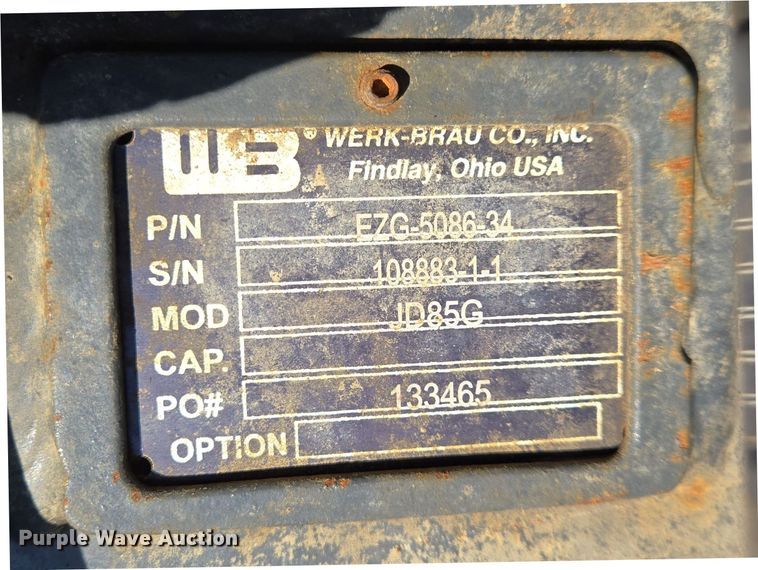 WB® WERK-BRAU CO., INC.
Findlay, Ohio USA
P/N EZG-5086-34
S/N 108883-1-1
MOD JD85G
CAP.
PO# 133465
OPTION
Purple Wave Auction